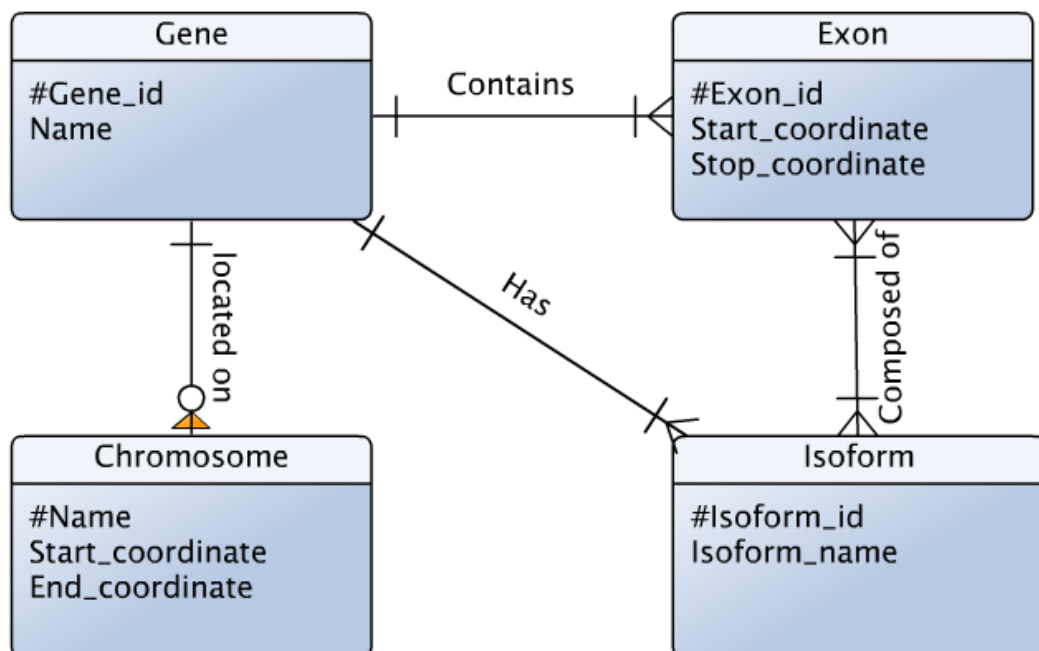 Gene
#Gene_id
Name
Contains
Exon
#Exon_id
Start_coordinate
Stop_coordinate
located on
Has
Composed of
Chromosome
#Name
Start_coordinate
End_coordinate
Isoform
#Isoform_id
Isoform_name